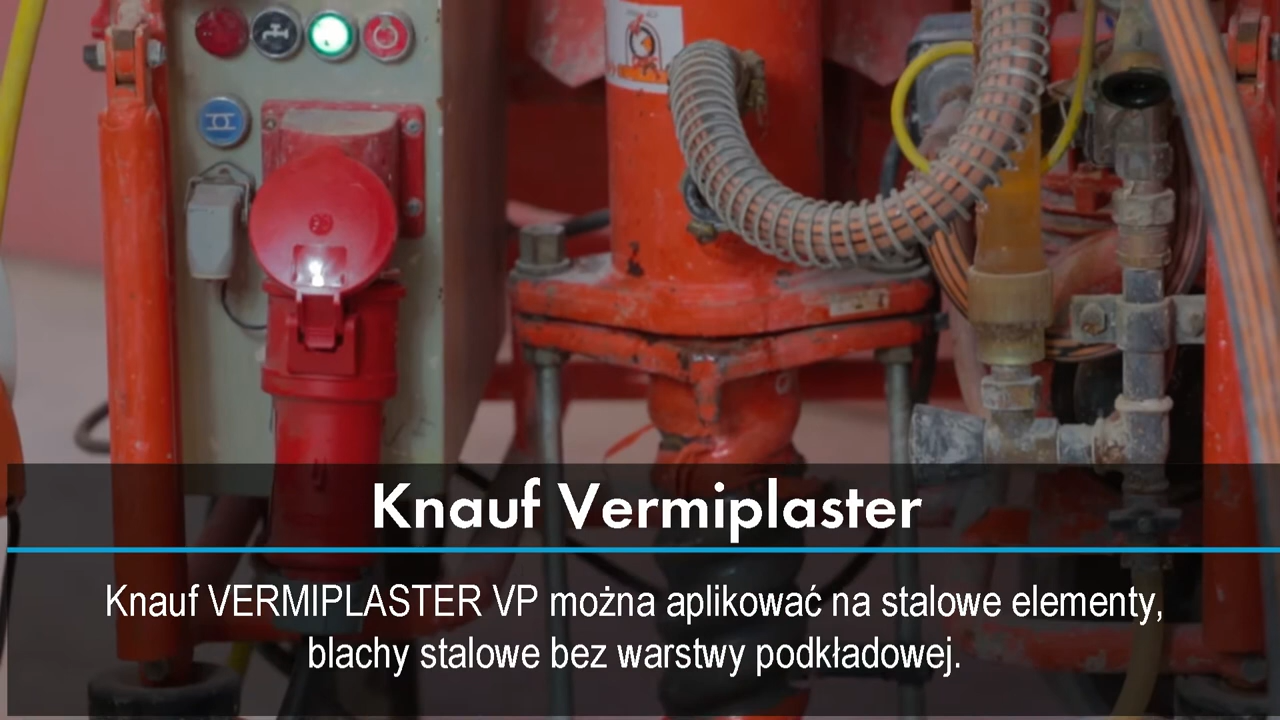 Knauf Vermiplaster
Knauf VERMIPLASTER VP można aplikować na stalowe elementy,
blachy stalowe bez warstwy podkładowej.